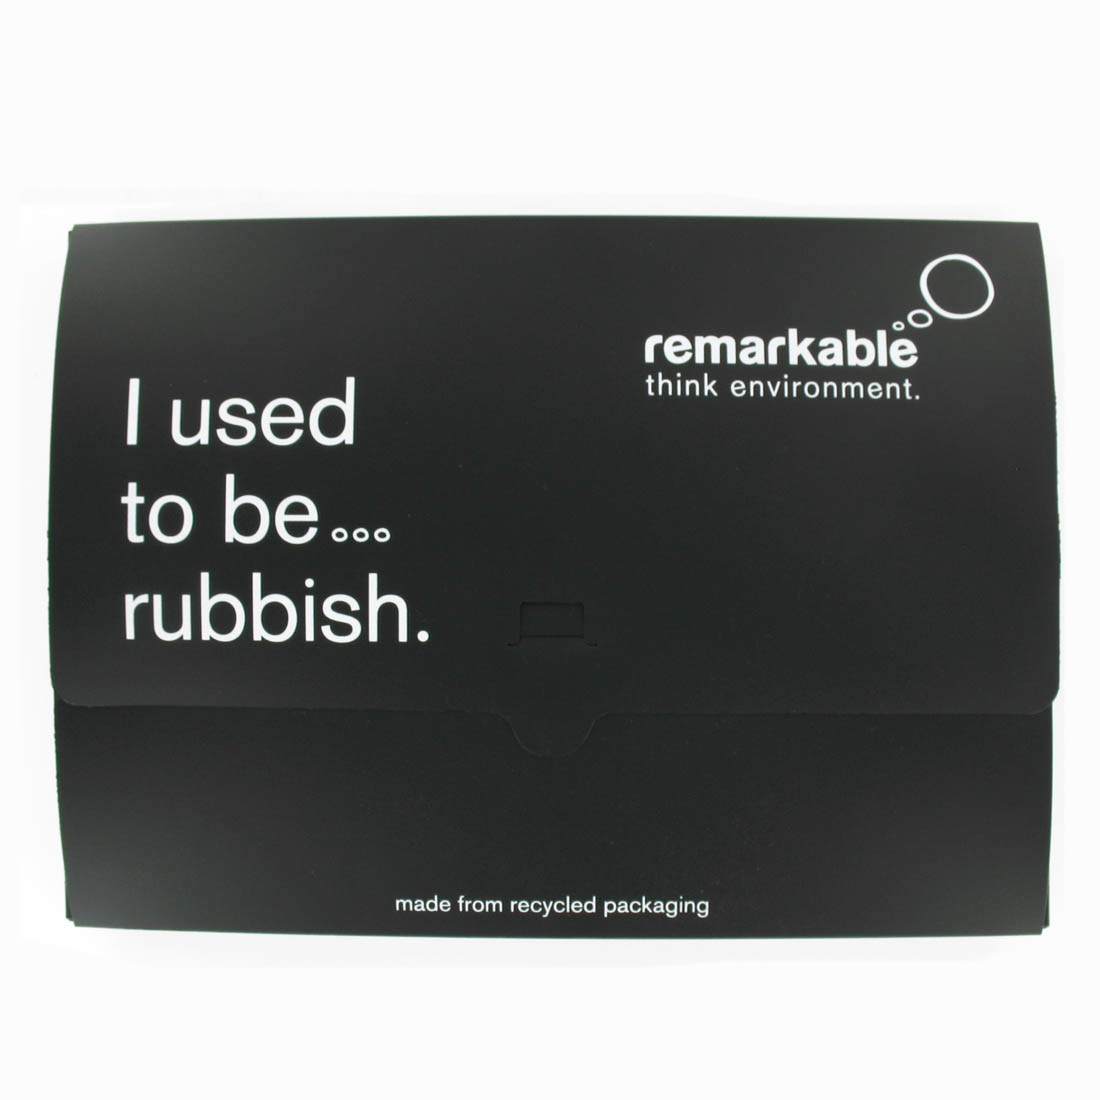 remarkable
think environment.
I used
to be...
rubbish.
made from recycled packaging